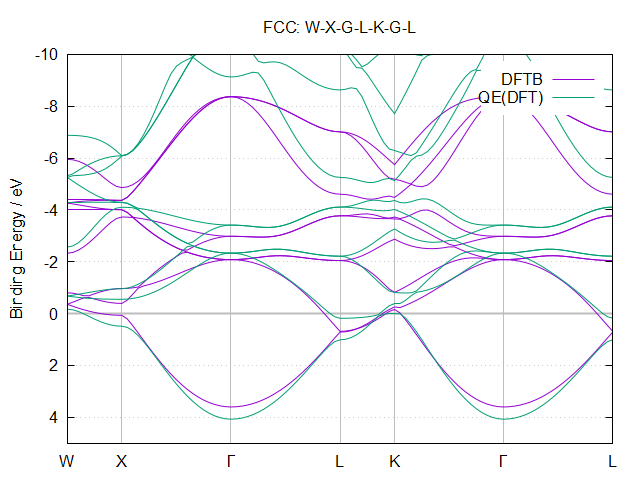 FCC: W-X-G-L-K-G-L
-10
DFTB
QE(DFT)
-8
-6
-4
-2
0
2
4
Binding Energy / eV
W X Γ L K Γ L